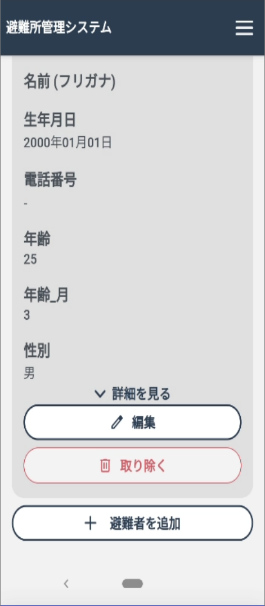 避難所管理システム
名前 (フリガナ)
生年月日
2000年01月01日
電話番号
-
年齢
25
年齢_月
3
性別
男
詳細を見る
編集
取り除く
+ 避難者を追加